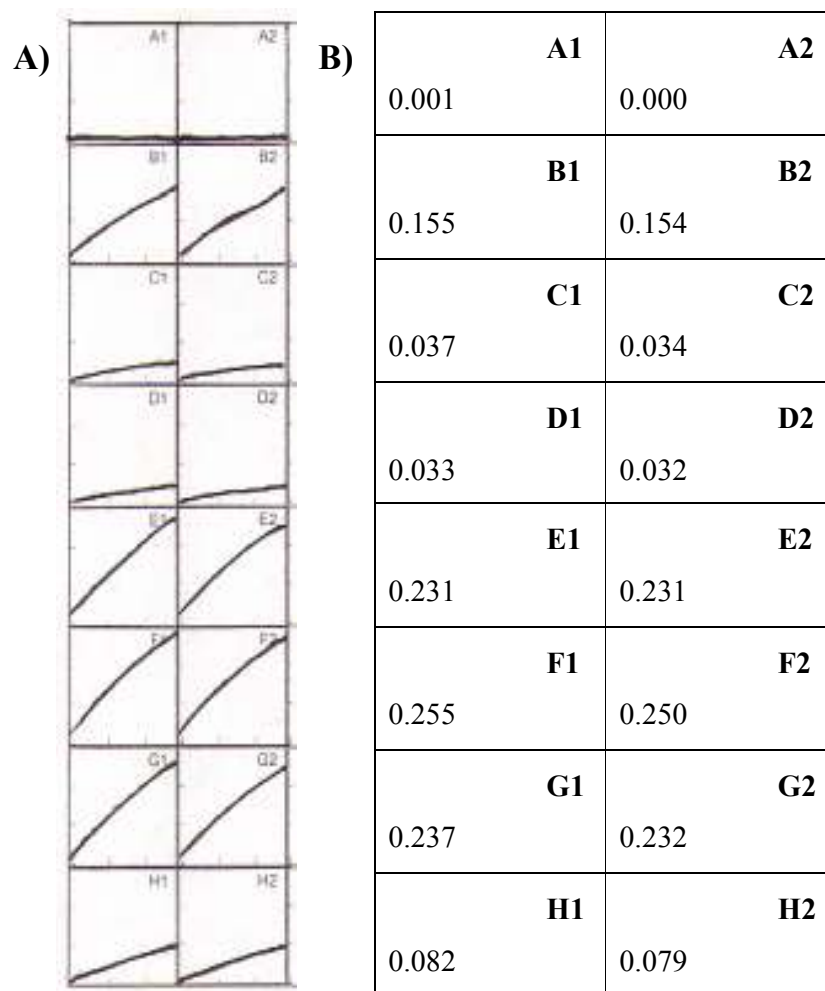 A)
A1 A2
B1 B2
C1 C2
D1 D2
E1 E2
F1 F2
G1 G2
H1 H2
B)
A1 A2
0.001 0.000
B1 B2
0.155 0.154
C1 C2
0.037 0.034
D1 D2
0.033 0.032
E1 E2
0.231 0.231
F1 F2
0.255 0.250
G1 G2
0.237 0.232
H1 H2
0.082 0.079